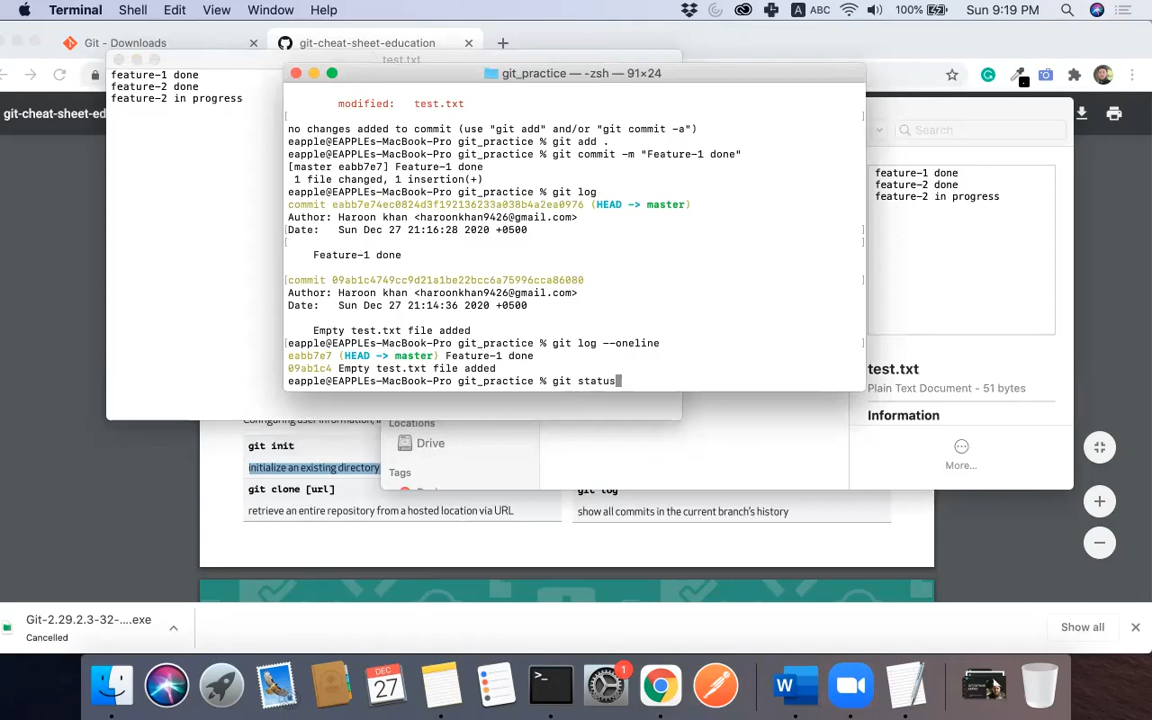 Terminal Shell Edit View Window Help
A ABC 100% Sun 9:19 PM
Git - Downloads
git-cheat-sheet-education
test.txt
feature-1 done
feature-2 done
feature-2 in progress
git-cheat-sheet-ed
git_practice — -zsh — 91×24
modified: test.txt
no changes added to commit (use "git add" and/or "git commit -a")
eapple@EAPPLEs-MacBook-Pro git_practice % git add .
eapple@EAPPLEs-MacBook-Pro git_practice % git commit -m "Feature-1 done"
[master eabb7e7] Feature-1 done
1 file changed, 1 insertion(+)
eapple@EAPPLEs-MacBook-Pro git_practice % git log
commit eabb7e74ec0824d3f192136233a038b4a2ea0976 (HEAD -> master)
Author: Haroon khan <haroonkhan9426@gmail.com>
Date: Sun Dec 27 21:16:28 2020 +0500
Feature-1 done
commit 09ab1c4749cc9d21a1be22bcc6a75996cca86080
Author: Haroon khan <haroonkhan9426@gmail.com>
Date: Sun Dec 27 21:14:36 2020 +0500
Empty test.txt file added
eapple@EAPPLEs-MacBook-Pro git_practice % git log --oneline
eabb7e7 (HEAD -> master) Feature-1 done
09ab1c4 Empty test.txt file added
eapple@EAPPLEs-MacBook-Pro git_practice % git status
Search
feature-1 done
feature-2 done
feature-2 in progress
test.txt
Plain Text Document - 51 bytes
Information
More...
Locations
Drive
Tags
git init
initialize an existing directory
git clone [url]
retrieve an entire repository from a hosted location via URL
git log
show all commits in the current branch's history
Git-2.29.2.3-32-....exe
Cancelled
Show all
DEC
27
1